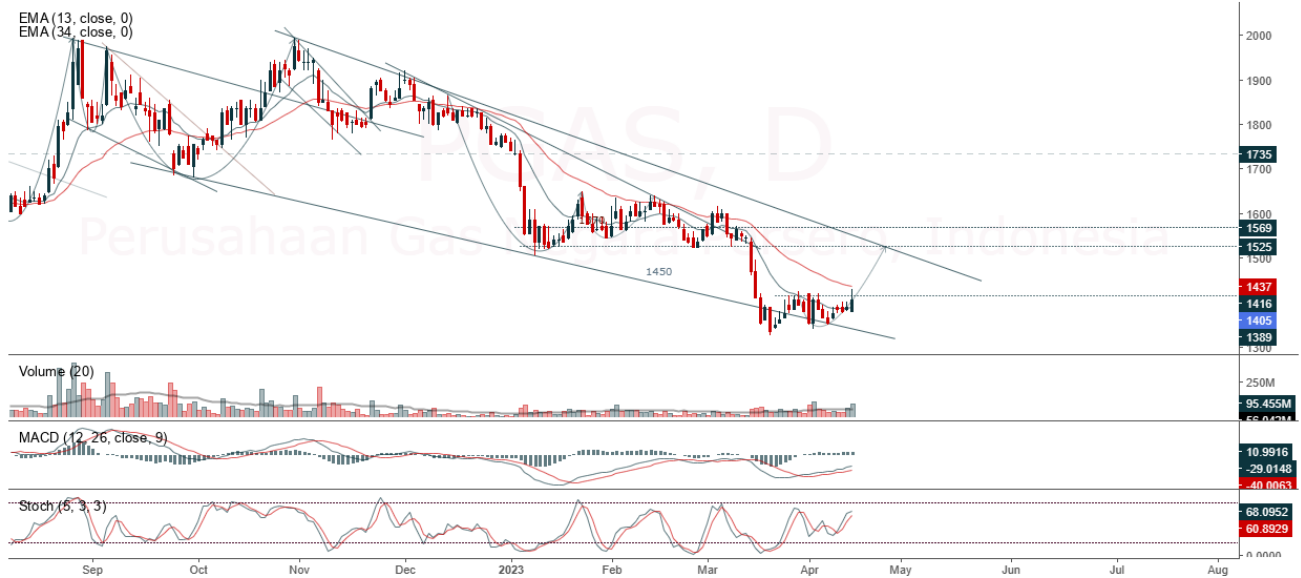 EMA (13, close, 0)
EMA (34, close, 0)
PGAS, D
Perusahaan Gas Negara Persero, Indonesia
2000
1900
1800
1735
1700
1600
1569
1525
1500
1450
1437
1416
1405
1389
1300
Volume (20)
250M
95.455M
MACD (12, 26, close, 9)
10.9916
-29.0148
-40.0063
Stoch (5, 3, 3)
68.0952
60.8929
0.0000
Sep
Oct
Nov
Dec
2023
Feb
Mar
Apr
May
Jun
Jul
Aug